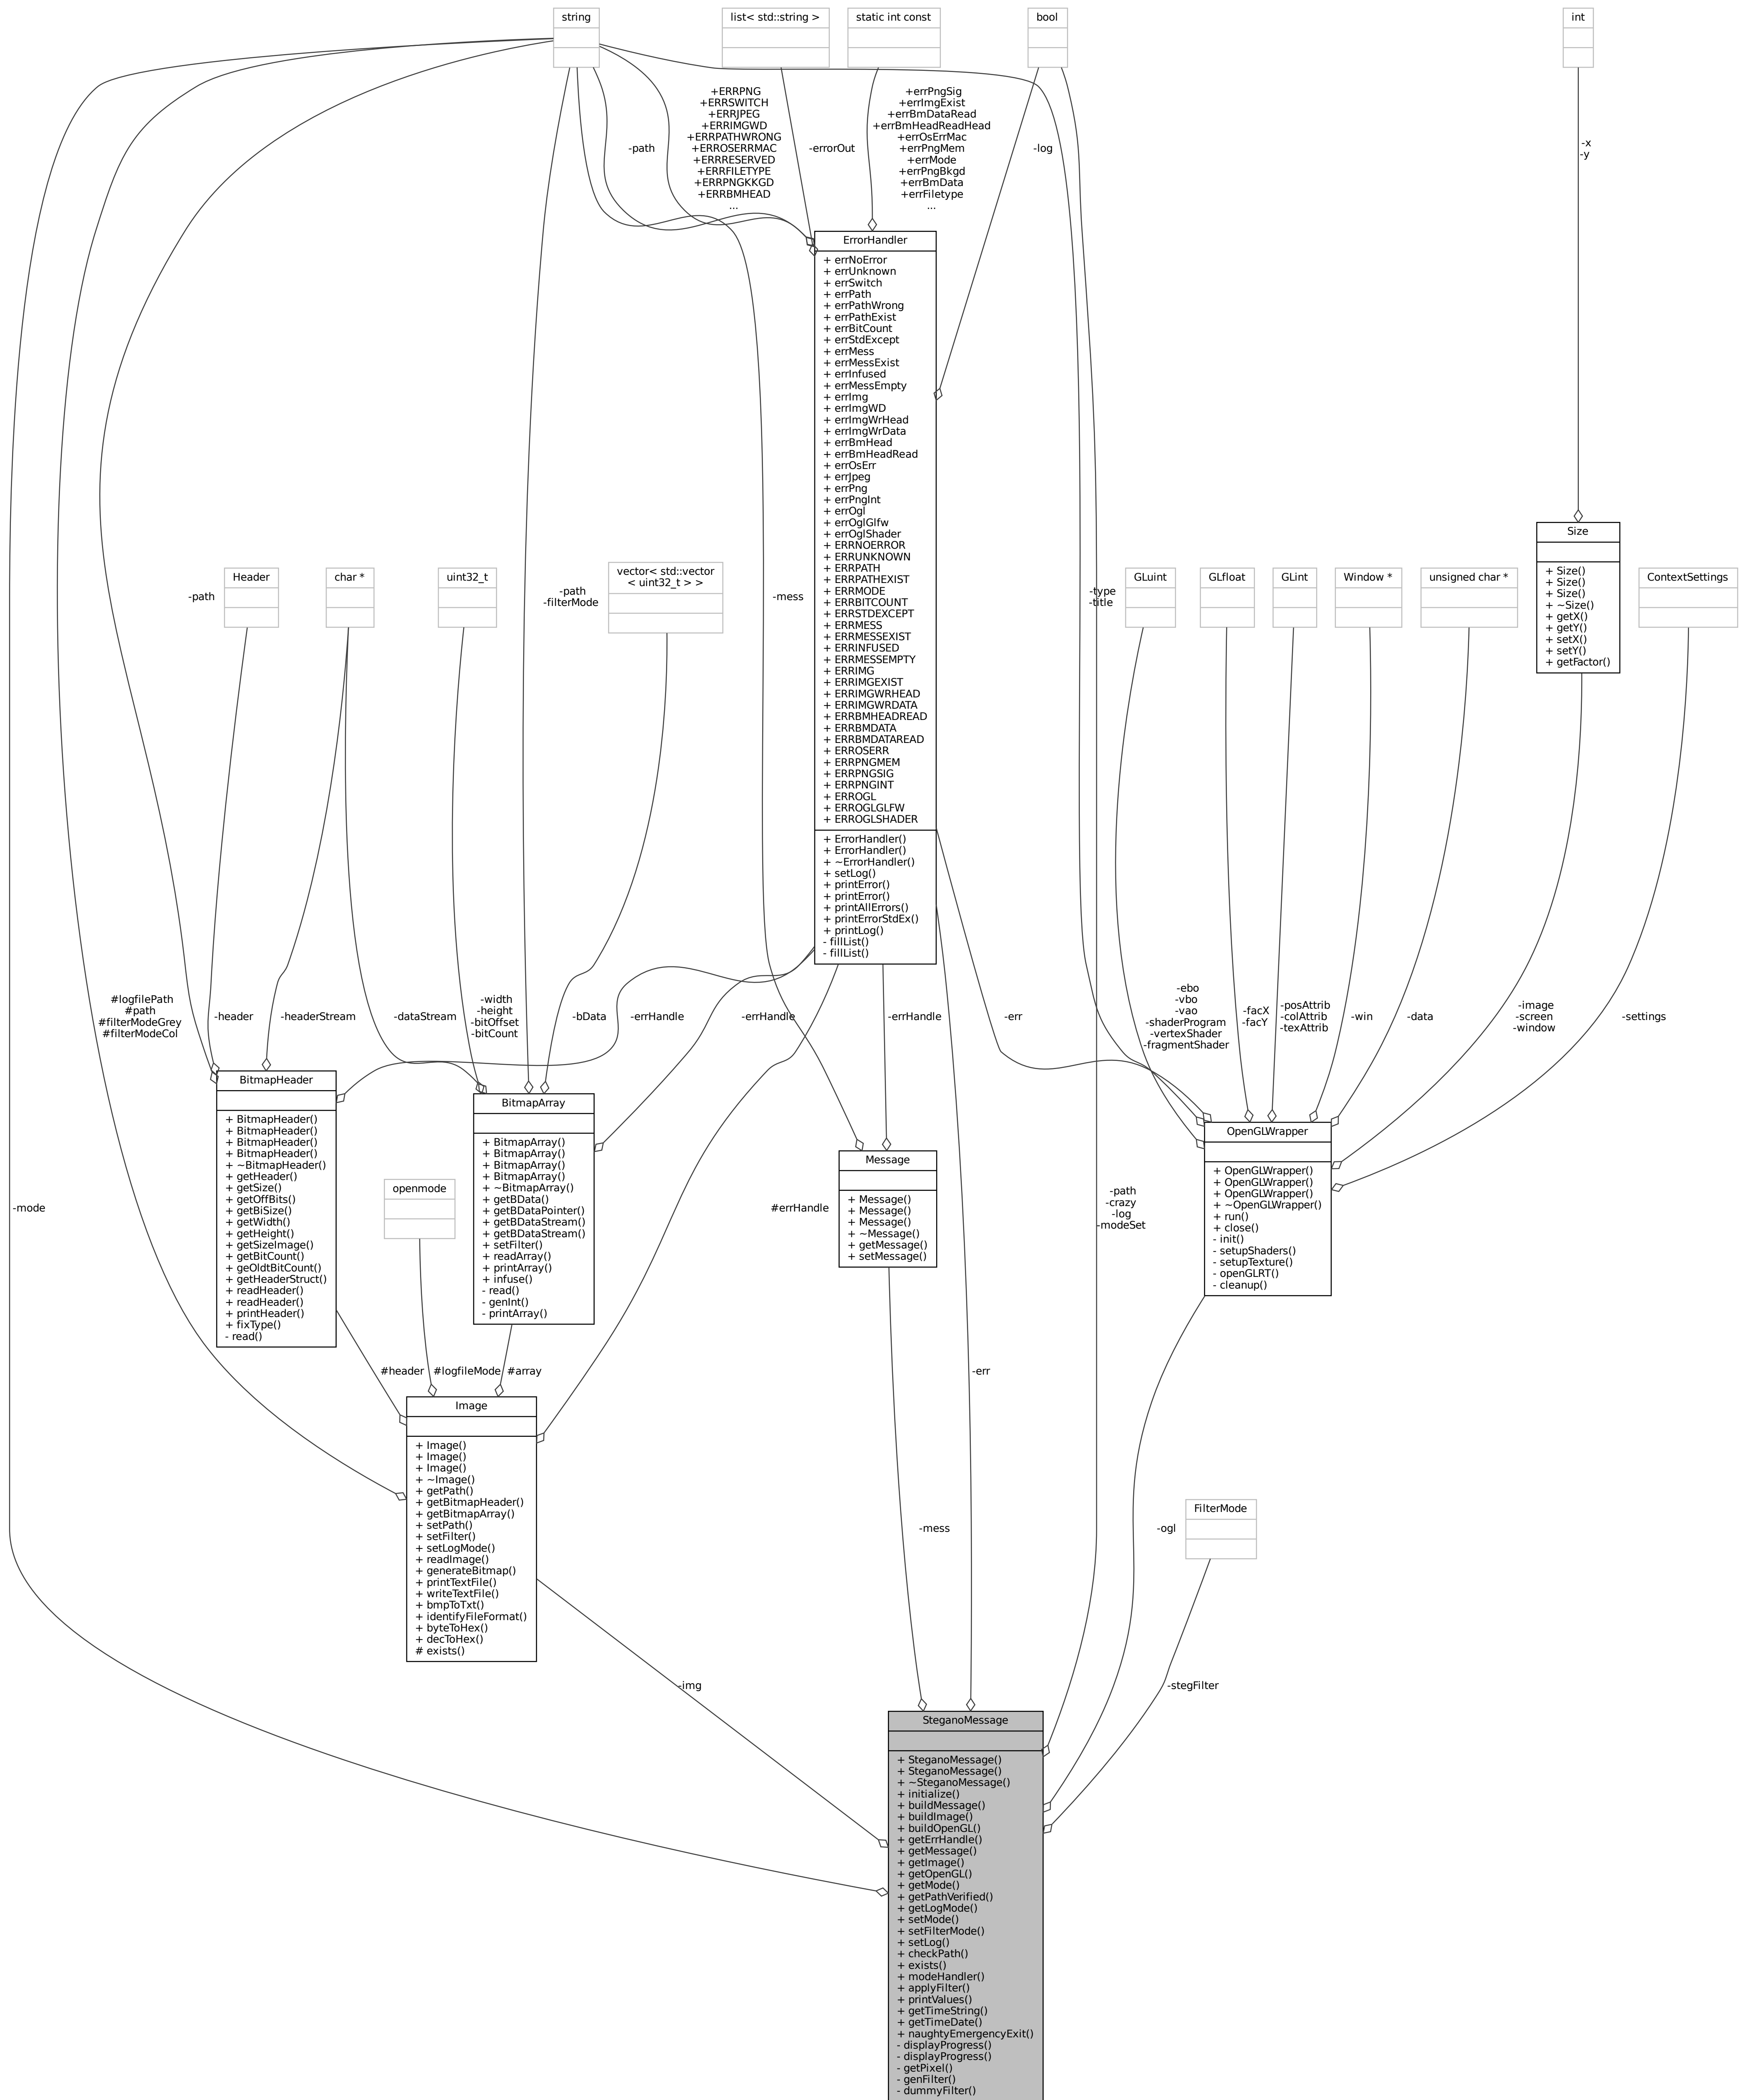 string
list< std::string >
static int const
bool
int
+ERRPNG
+ERRSWITCH
+ERRJPEG
+ERRIMGWD
+ERRPATHWRONG
+ERROSERRMAC
+ERRRESERVED
+ERRFILETYPE
+ERRPNGKKGD
+ERRBMHEAD
...
-path
-errorOut
+errPngSig
+errImgExist
+errBmDataRead
+errBmHeadReadHead
+errOsErrMac
+errPngMem
+errMode
+errPngBkgd
+errBmData
+errFiletype
...
-log
-x
-y
ErrorHandler
+ errNoError
+ errUnknown
+ errSwitch
+ errPath
+ errPathWrong
+ errPathExist
+ errBitCount
+ errStdExcept
+ errMess
+ errMessExist
+ errInfused
+ errMessEmpty
+ errImg
+ errImgWD
+ errImgWrHead
+ errImgWrData
+ errBmHead
+ errBmHeadRead
+ errOsErr
+ errJpeg
+ errPng
+ errPngInt
+ errOgl
+ errOglGlfw
+ errOglShader
+ ERRNOERROR
+ ERRUNKNOWN
+ ERRPATH
+ ERRPATHEXIST
+ ERRMODE
+ ERRBITCOUNT
+ ERRSTDEXCEPT
+ ERRMESS
+ ERRMESSEXIST
+ ERRINFUSED
+ ERRMESSEMPTY
+ ERRIMG
+ ERRIMGEXIST
+ ERRIMGWRHEAD
+ ERRIMGWRDATA
+ ERRBMHEADREAD
+ ERRBMDATA
+ ERRBMDATAREAD
+ ERROSERR
+ ERRPNGMEM
+ ERRPNGSIG
+ ERRPNGINT
+ ERROGL
+ ERROGLGLFW
+ ERROGLSHADER
+ ErrorHandler()
+ ErrorHandler()
+ ~ErrorHandler()
+ setLog()
+ printError()
+ printError()
+ printAllErrors()
+ printErrorStdEx()
+ printLog()
- fillList()
- fillList()
Size
+ Size()
+ Size()
+ Size()
+ ~Size()
+ getX()
+ getY()
+ setX()
+ setY()
+ getFactor()
-path
Header
char *
uint32_t
-path
-filterMode
vector< std::vector
< uint32_t > >
-mess
-type
-title
GLuint
GLfloat
GLint
Window *
unsigned char *
ContextSettings
#logfilePath
#path
#filterModeGrey
#filterModeCol
-header
-headerStream
-dataStream
-width
-height
-bitOffset
-bitCount
-bData
-errHandle
-errHandle
-errHandle
-err
-ebo
-vbo
-vao
-shaderProgram
-vertexShader
-fragmentShader
-facX
-facY
-posAttrib
-colAttrib
-texAttrib
-win
-data
-image
-screen
-window
-settings
BitmapHeader
+ BitmapHeader()
+ BitmapHeader()
+ BitmapHeader()
+ BitmapHeader()
+ ~BitmapHeader()
+ getHeader()
+ getSize()
+ getOffBits()
+ getBiSize()
+ getWidth()
+ getHeight()
+ getSizeImage()
+ getBitCount()
+ geOldtBitCount()
+ getHeaderStruct()
+ readHeader()
+ readHeader()
+ printHeader()
+ fixType()
- read()
BitmapArray
+ BitmapArray()
+ BitmapArray()
+ BitmapArray()
+ BitmapArray()
+ ~BitmapArray()
+ getBData()
+ getBDataPointer()
+ getBDataStream()
+ getBDataStream()
+ setFilter()
+ readArray()
+ printArray()
+ infuse()
- read()
- genInt()
- printArray()
Message
+ Message()
+ Message()
+ Message()
+ ~Message()
+ getMessage()
+ setMessage()
OpenGLWrapper
+ OpenGLWrapper()
+ OpenGLWrapper()
+ OpenGLWrapper()
+ ~OpenGLWrapper()
+ run()
+ close()
- init()
- setupShaders()
- setupTexture()
- openGLRT()
- cleanup()
-mode
openmode
#errHandle
-path
-crazy
-log
-modeSet
#header
#logfileMode
#array
-err
Image
+ Image()
+ Image()
+ Image()
+ ~Image()
+ getPath()
+ getBitmapHeader()
+ getBitmapArray()
+ setPath()
+ setFilter()
+ setLogMode()
+ readImage()
+ generateBitmap()
+ printTextFile()
+ writeTextFile()
+ bmpToTxt()
+ identifyFileFormat()
+ byteToHex()
+ decToHex()
# exists()
-mess
-ogl
FilterMode
-img
-stegFilter
SteganoMessage
+ SteganoMessage()
+ SteganoMessage()
+ ~SteganoMessage()
+ initialize()
+ buildMessage()
+ buildImage()
+ buildOpenGL()
+ getErrHandle()
+ getMessage()
+ getImage()
+ getOpenGL()
+ getMode()
+ getPathVerified()
+ getLogMode()
+ setMode()
+ setFilterMode()
+ setLog()
+ checkPath()
+ exists()
+ modeHandler()
+ applyFilter()
+ printValues()
+ getTimeString()
+ getTimeDate()
+ naughtyEmergencyExit()
- displayProgress()
- displayProgress()
- getPixel()
- genFilter()
- dummyFilter()